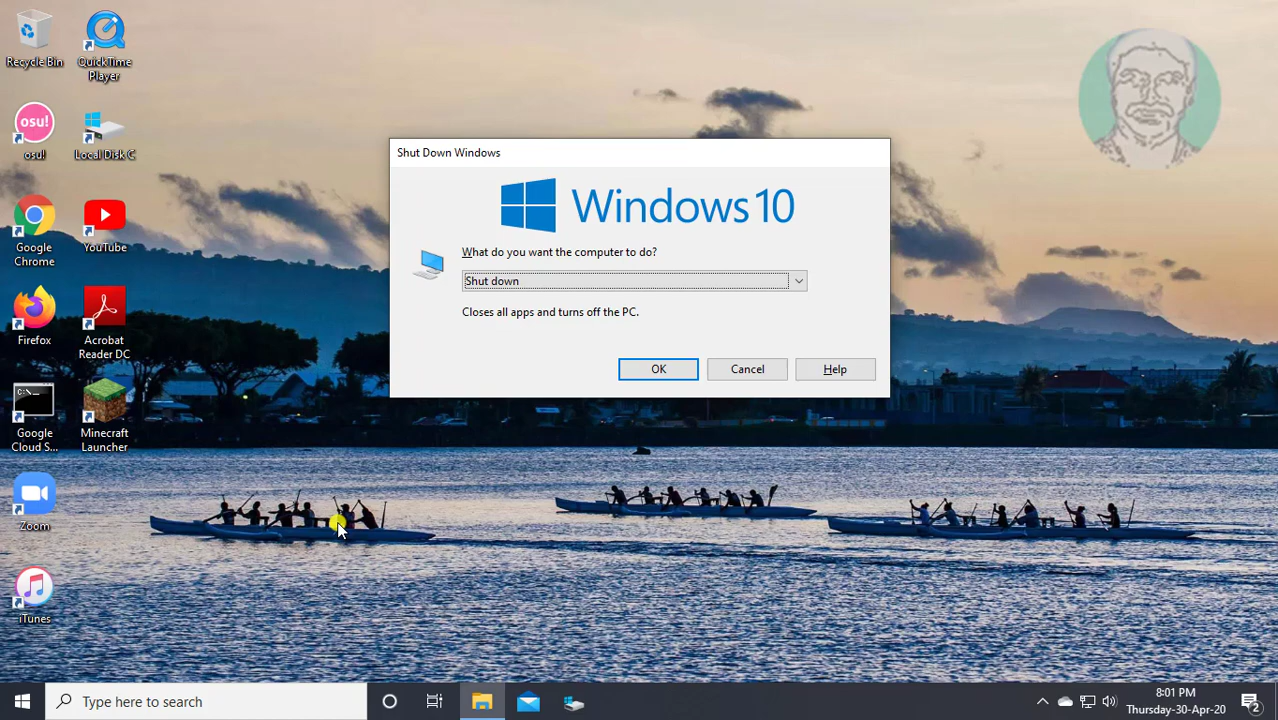 Recycle Bin
QuickTime
Player
osu!
osu!
Local Disk C
Google
Chrome
YouTube
Firefox
Acrobat
Reader DC
C:\_
Google
Cloud S...
Minecraft
Launcher
Zoom
iTunes
Shut Down Windows
Windows 10
What do you want the computer to do?
Shut down
Closes all apps and turns off the PC.
OK
Cancel
Help
Type here to search
8:01 PM
Thursday-30-Apr-20
2